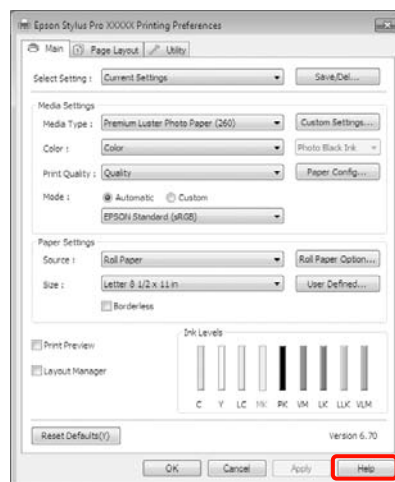 Epson Stylus Pro XXXXX Printing Preferences
Main Page Layout Utility
Select Setting : Current Settings Save/Del...
Media Settings
Media Type : Premium Luster Photo Paper (260) Custom Settings...
Color : Color Photo Black Ink
Print Quality : Quality Paper Config...
Mode : Automatic Custom
EPSON Standard (sRGB)
Paper Settings
Source : Roll Paper Roll Paper Option...
Size : Letter 8 1/2 x 11 in User Defined...
Borderless
Ink Levels
Print Preview
Layout Manager
C Y LC MK PK VM LK LLK VLM
Reset Defaults(Y) Version 6.70
OK Cancel Apply Help